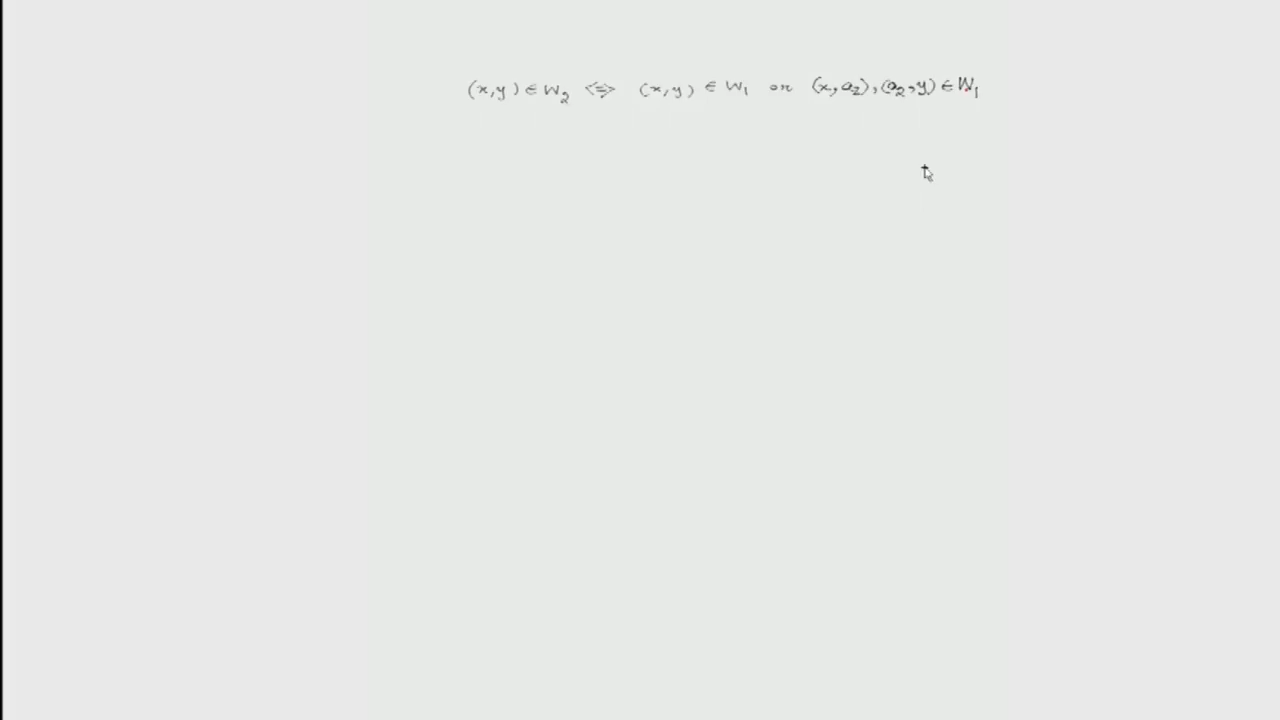 (x,y) ∈ W₂ <=> (x,y) ∈ W₁ or (x,a₂),(a₂,y) ∈ W₁